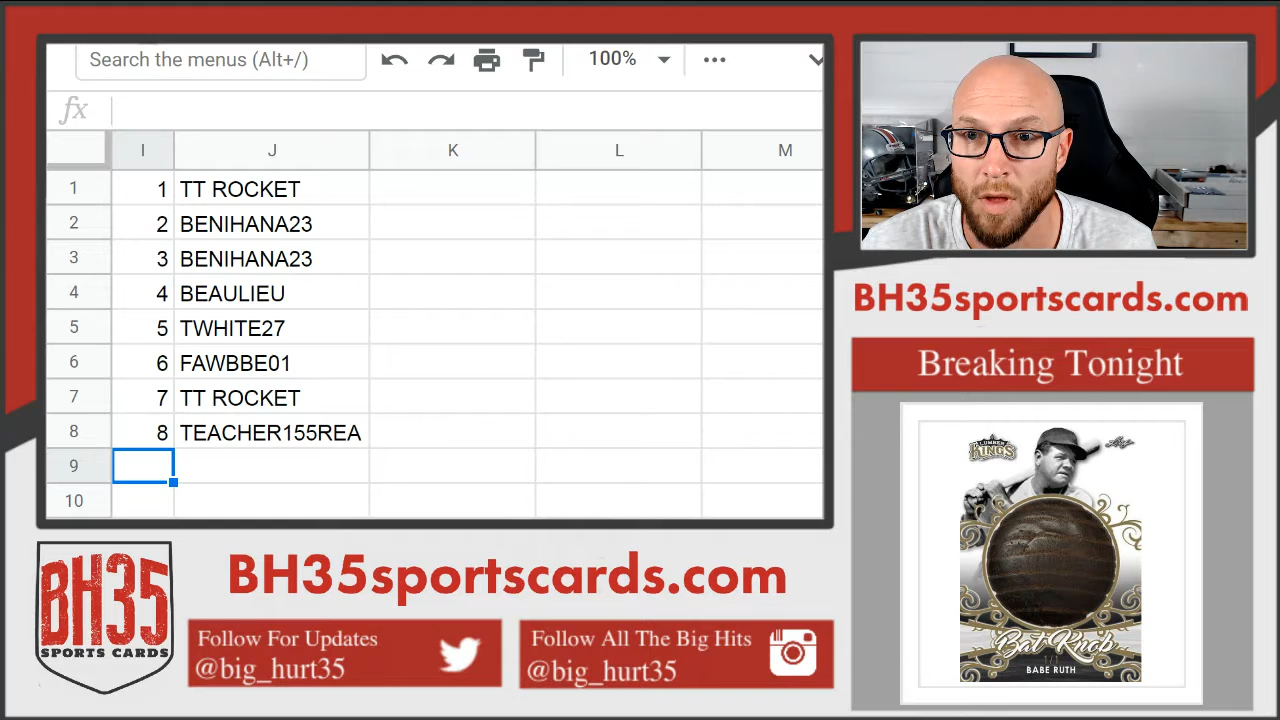 Search the menus (Alt+/)
100%
fx
I J K L M
1 1 TT ROCKET
2 2 BENIHANA23
3 3 BENIHANA23
4 4 BEAULIEU
5 5 TWHITE27
6 6 FAWBBE01
7 7 TT ROCKET
8 8 TEACHER155REA
9
10
BH35sportscards.com
Breaking Tonight
LUMBER
KINGS
Leaf
Bat Knob
1/1
BABE RUTH
BH35
SPORTS CARDS
BH35sportscards.com
Follow For Updates
@big_hurt35
Follow All The Big Hits
@big_hurt35